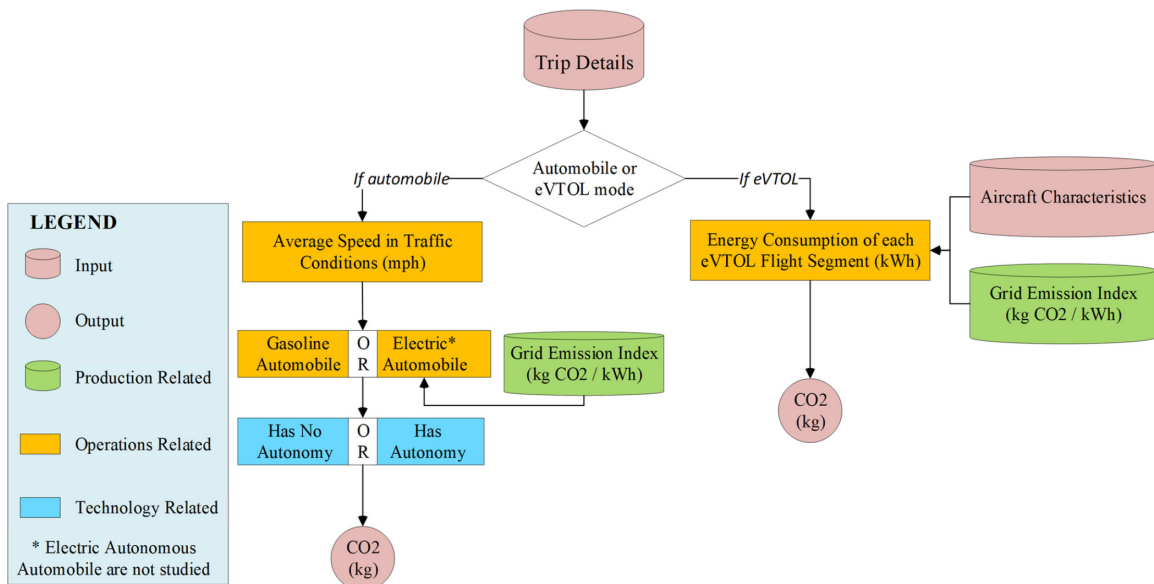 Trip Details
Automobile or
eVTOL mode
If automobile
If eVTOL
Average Speed in Traffic
Conditions (mph)
Gasoline
Automobile
O
R
Electric*
Automobile
Grid Emission Index
(kg CO2 / kWh)
Has No
Autonomy
O
R
Has
Autonomy
CO2
(kg)
Energy Consumption of each
eVTOL Flight Segment (kWh)
Aircraft Characteristics
Grid Emission Index
(kg CO2 / kWh)
CO2
(kg)
LEGEND
Input
Output
Production Related
Operations Related
Technology Related
* Electric Autonomous
Automobile are not studied